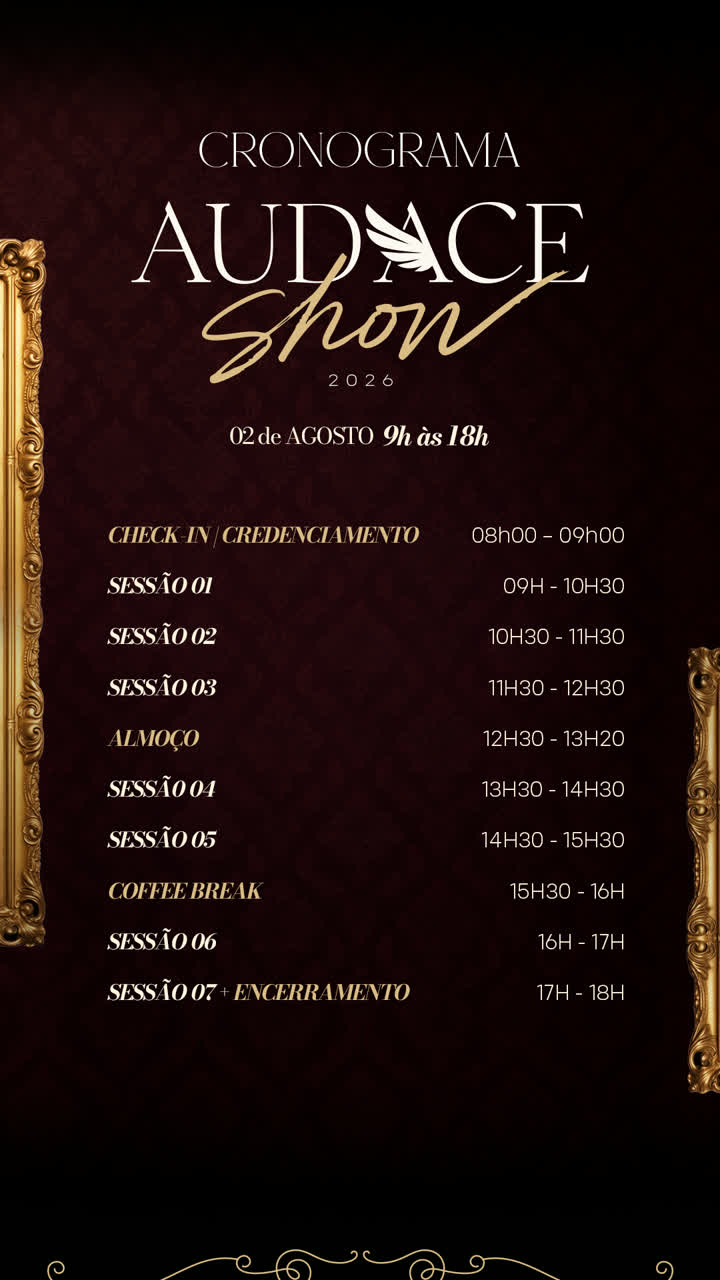 CRONOGRAMA
AUDACE
Show
2026
02 de AGOSTO 9h às 18h
CHECK-IN | CREDENCIAMENTO 08h00 – 09h00
SESSÃO 01 09H - 10H30
SESSÃO 02 10H30 - 11H30
SESSÃO 03 11H30 - 12H30
ALMOÇO 12H30 - 13H20
SESSÃO 04 13H30 - 14H30
SESSÃO 05 14H30 - 15H30
COFFEE BREAK 15H30 - 16H
SESSÃO 06 16H - 17H
SESSÃO 07 + ENCERRAMENTO 17H - 18H